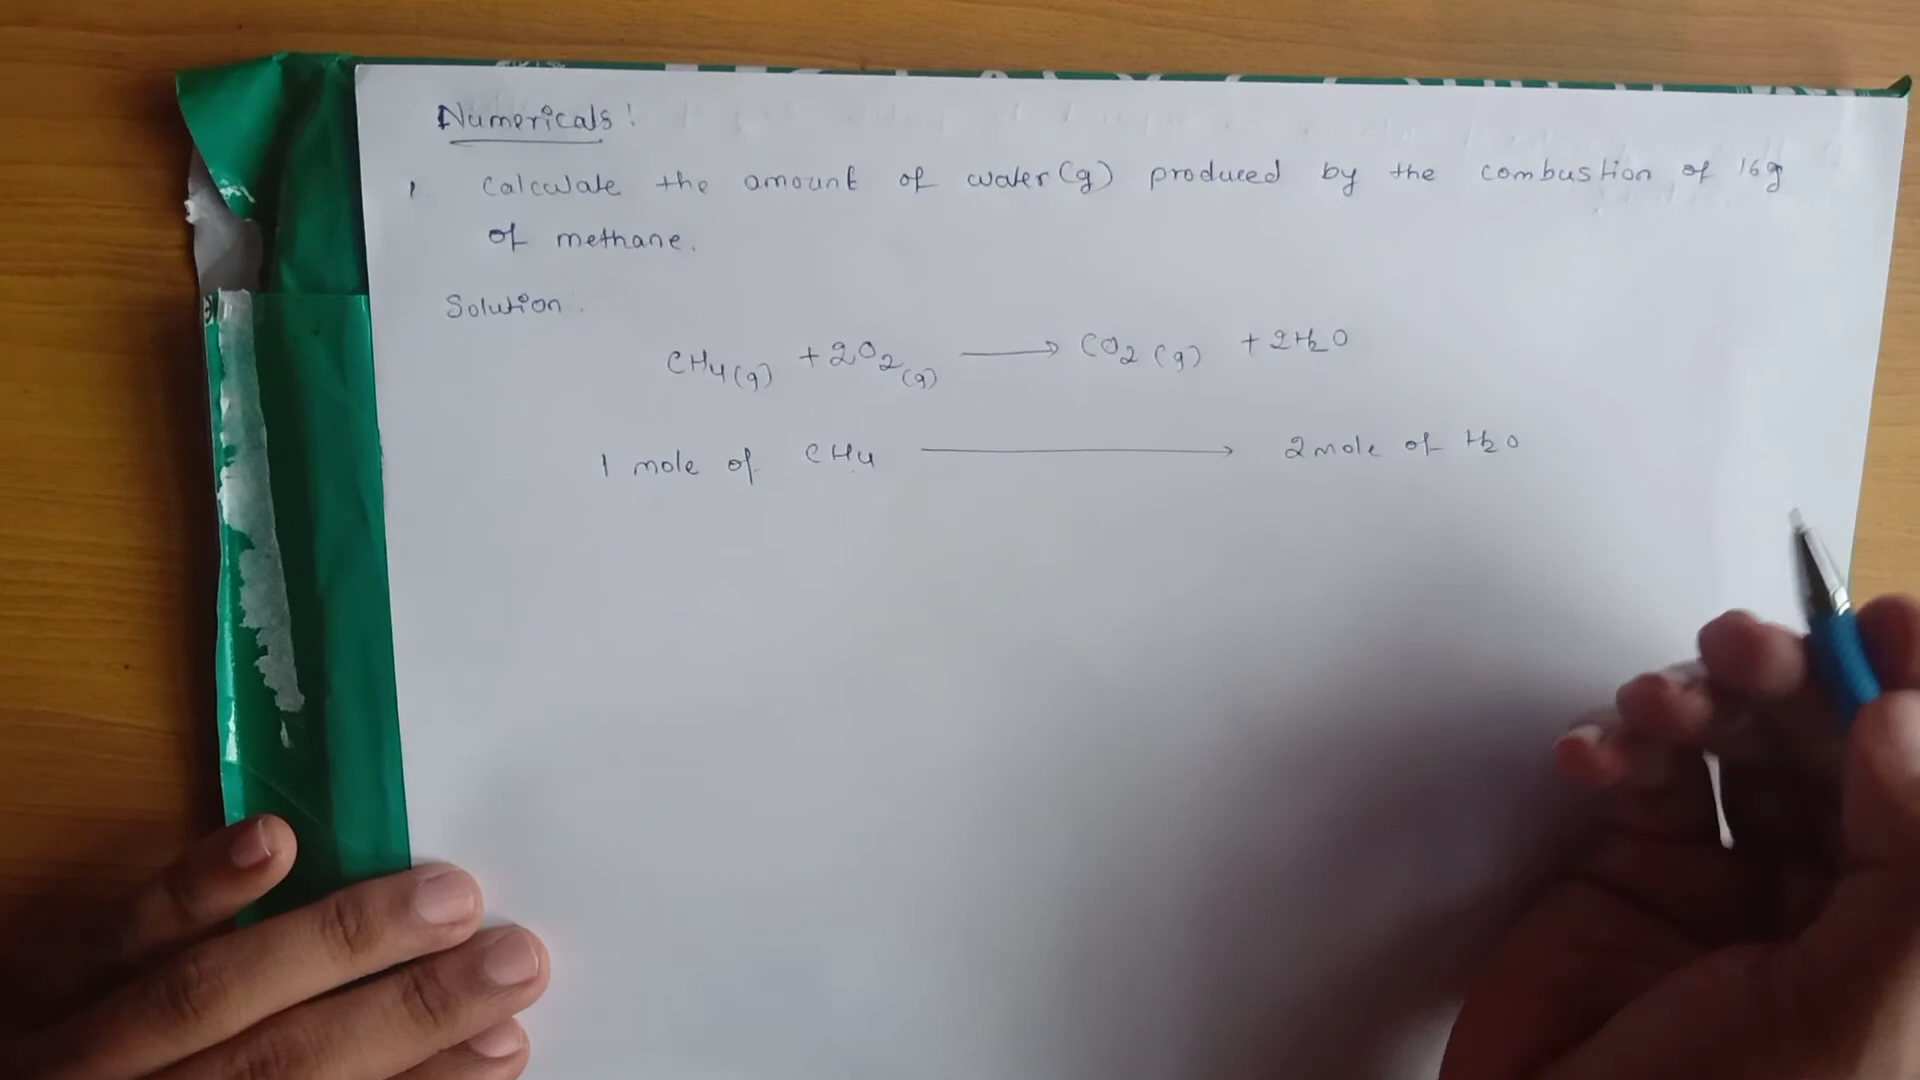 Numericals:
1. Calculate the amount of water(g) produced by the combustion of 16g
of methane.
Solution.
CH4(g) + 2O2(g) → CO2(g) + 2H2O
1 mole of CH4 → 2 mole of H2O